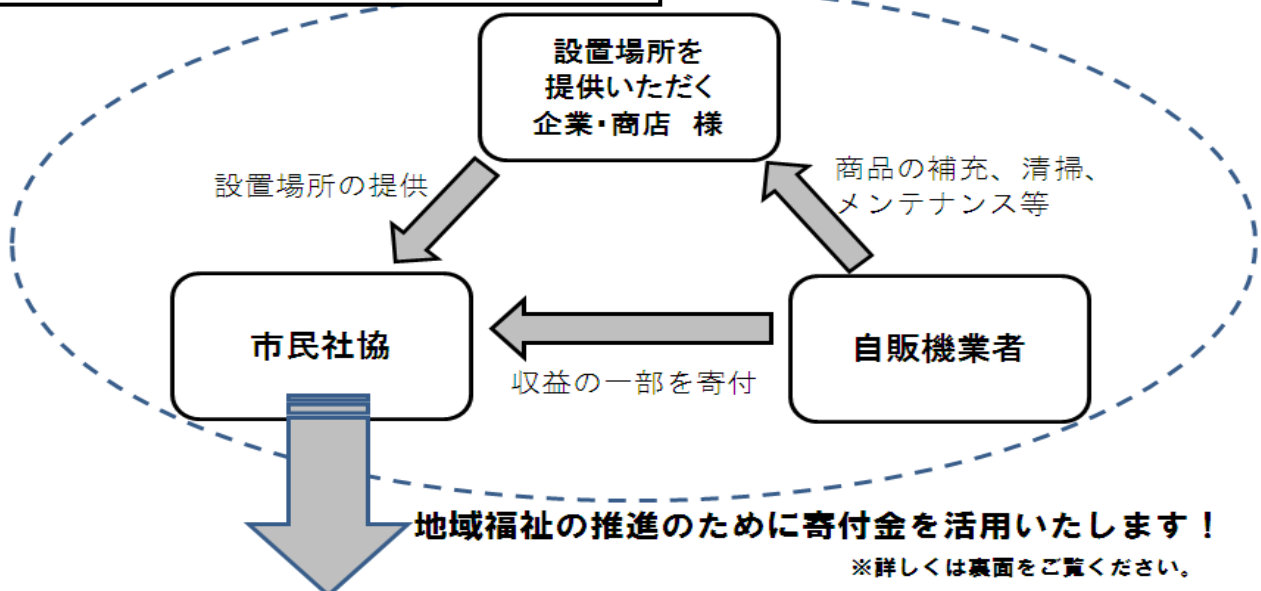 設置場所を
提供いただく
企業・商店　様
設置場所の提供
商品の補充、清掃、
メンテナンス等
市民社協
自販機業者
収益の一部を寄付
地域福祉の推進のために寄付金を活用いたします！
※詳しくは裏面をご覧ください。